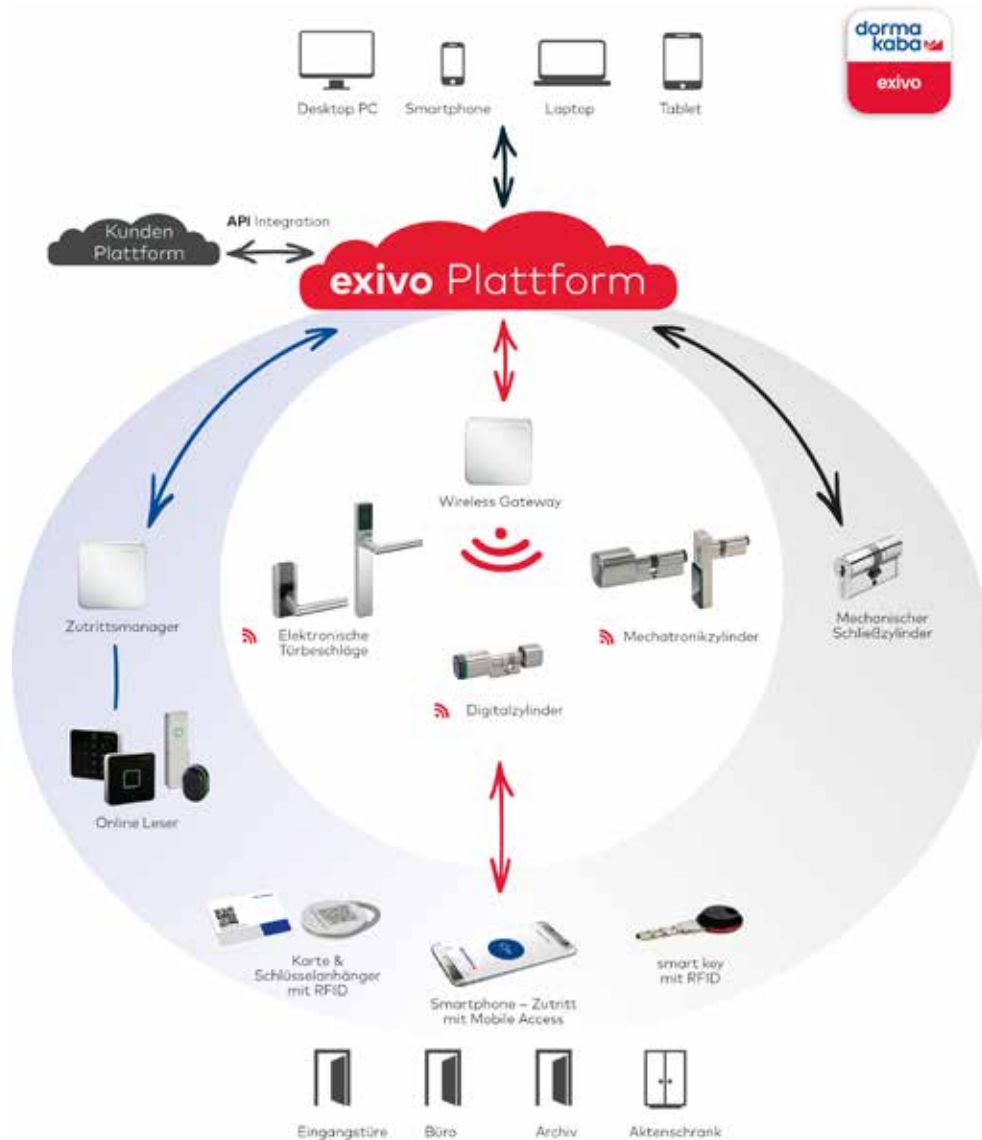 dorma
kaba
exivo
Desktop PC
Smartphone
Laptop
Tablet
API Integration
Kunden
Plattform
exivo Plattform
Wireless Gateway
Zutrittsmanager
Elektronische
Türbeschläge
Mechatronikzylinder
Mechanischer
Schließzylinder
Digitalzylinder
Online Leser
Karte &
Schlüsselanhänger
mit RFID
Smartphone – Zutritt
mit Mobile Access
smart key
mit RFID
Eingangstüre
Büro
Archiv
Aktenschrank